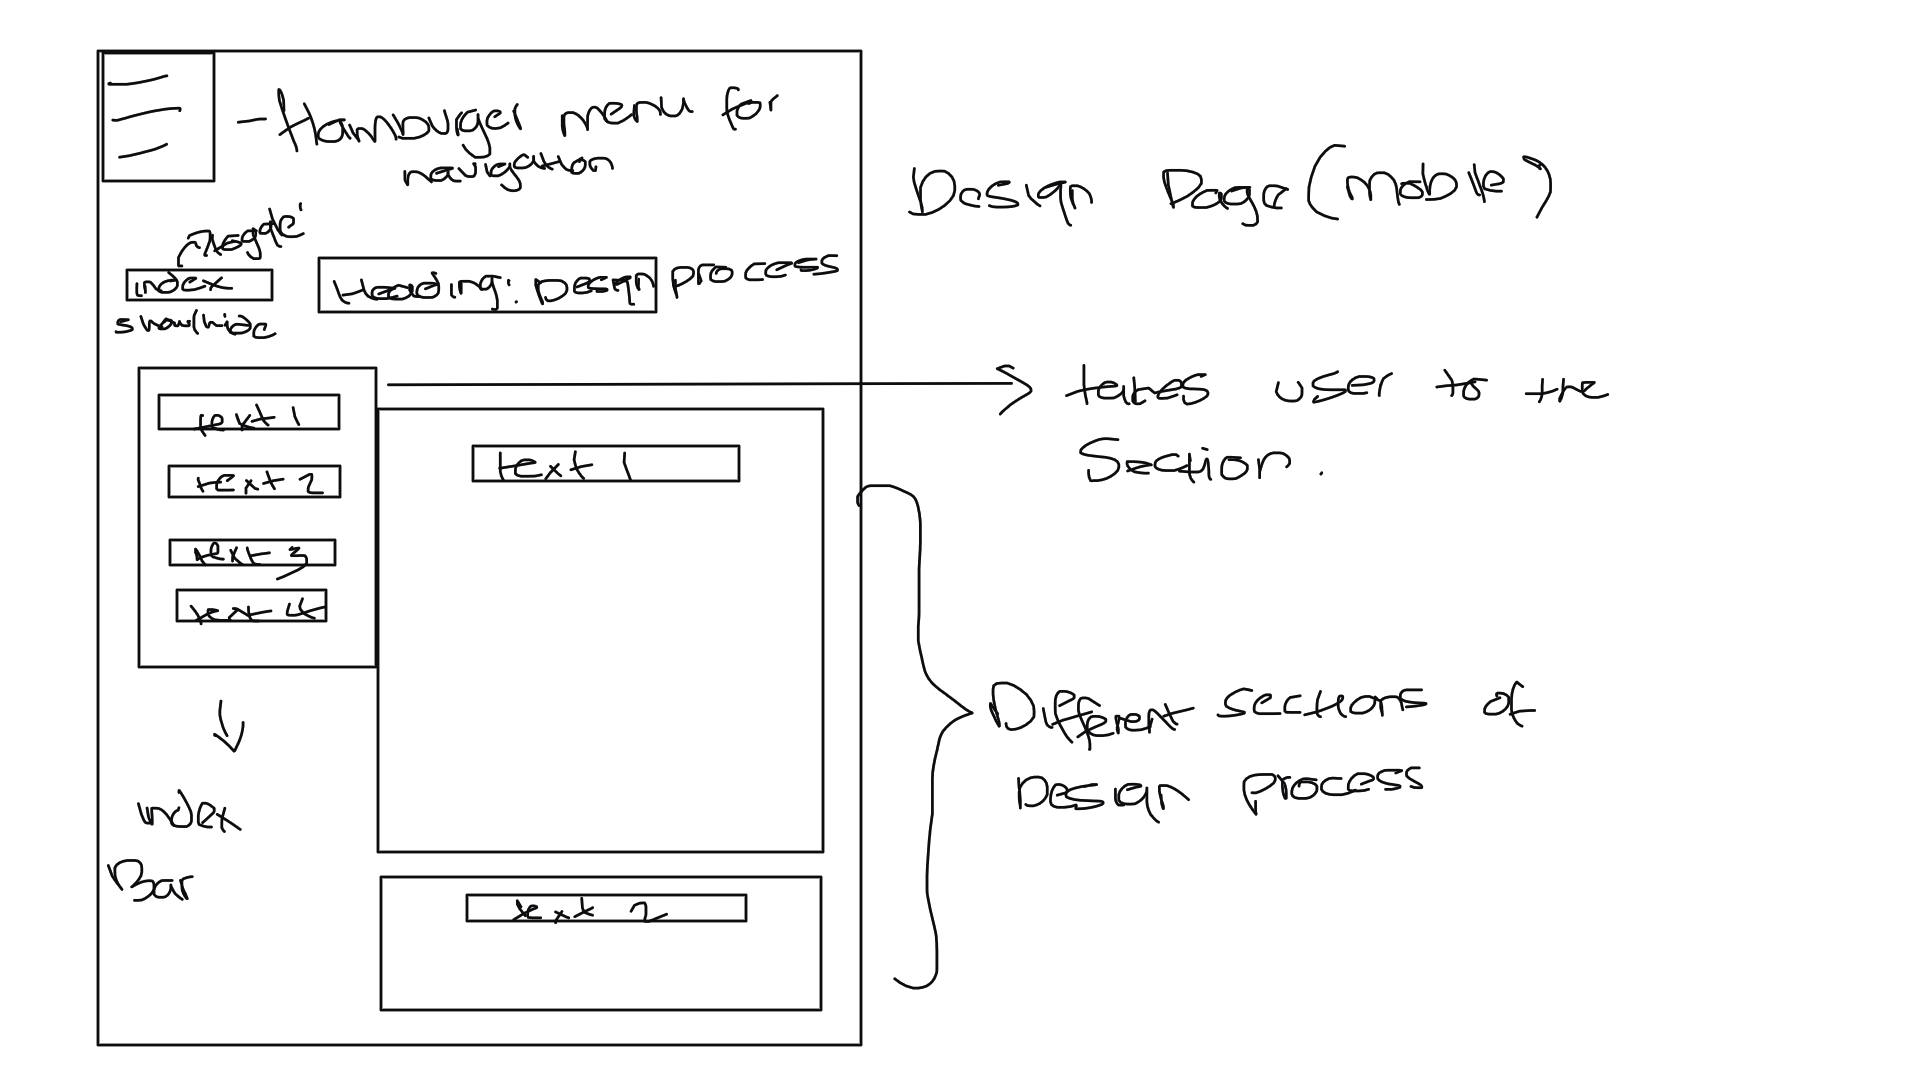 - Hamburger menu for
navigation
Design Page (Mobile)
Toggle:
index
show/hide
Heading: Design process
takes user to the
Section.
text 1
text 2
text 3
text 4
text 1
Different sections of
Design process
index
Bar
text 2